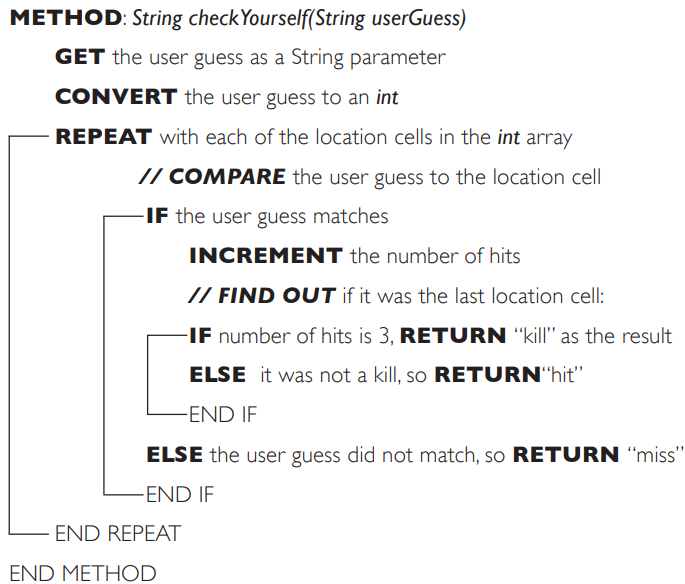 METHOD: String checkYourself(String userGuess)
GET the user guess as a String parameter
CONVERT the user guess to an int
REPEAT with each of the location cells in the int array
// COMPARE the user guess to the location cell
IF the user guess matches
INCREMENT the number of hits
// FIND OUT if it was the last location cell:
IF number of hits is 3, RETURN “kill” as the result
ELSE it was not a kill, so RETURN“hit”
END IF
ELSE the user guess did not match, so RETURN “miss”
END IF
END REPEAT
END METHOD